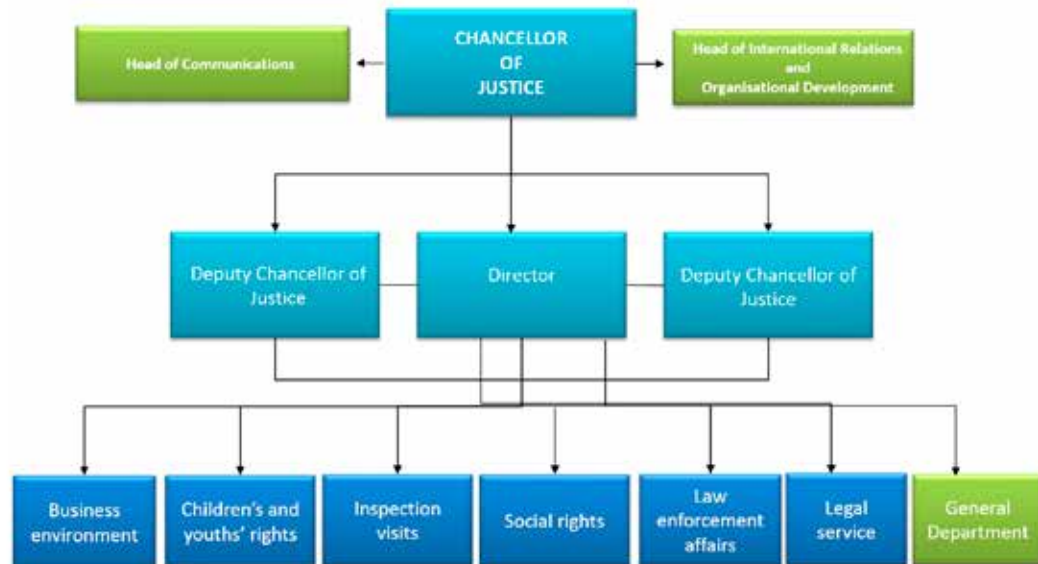 CHANCELLOR
OF
JUSTICE
Head of Communications
Head of International Relations
and
Organisational Development
Deputy Chancellor of
Justice
Director
Deputy Chancellor of
Justice
Business
environment
Children's and
youths' rights
Inspection
visits
Social rights
Law
enforcement
affairs
Legal
service
General
Department